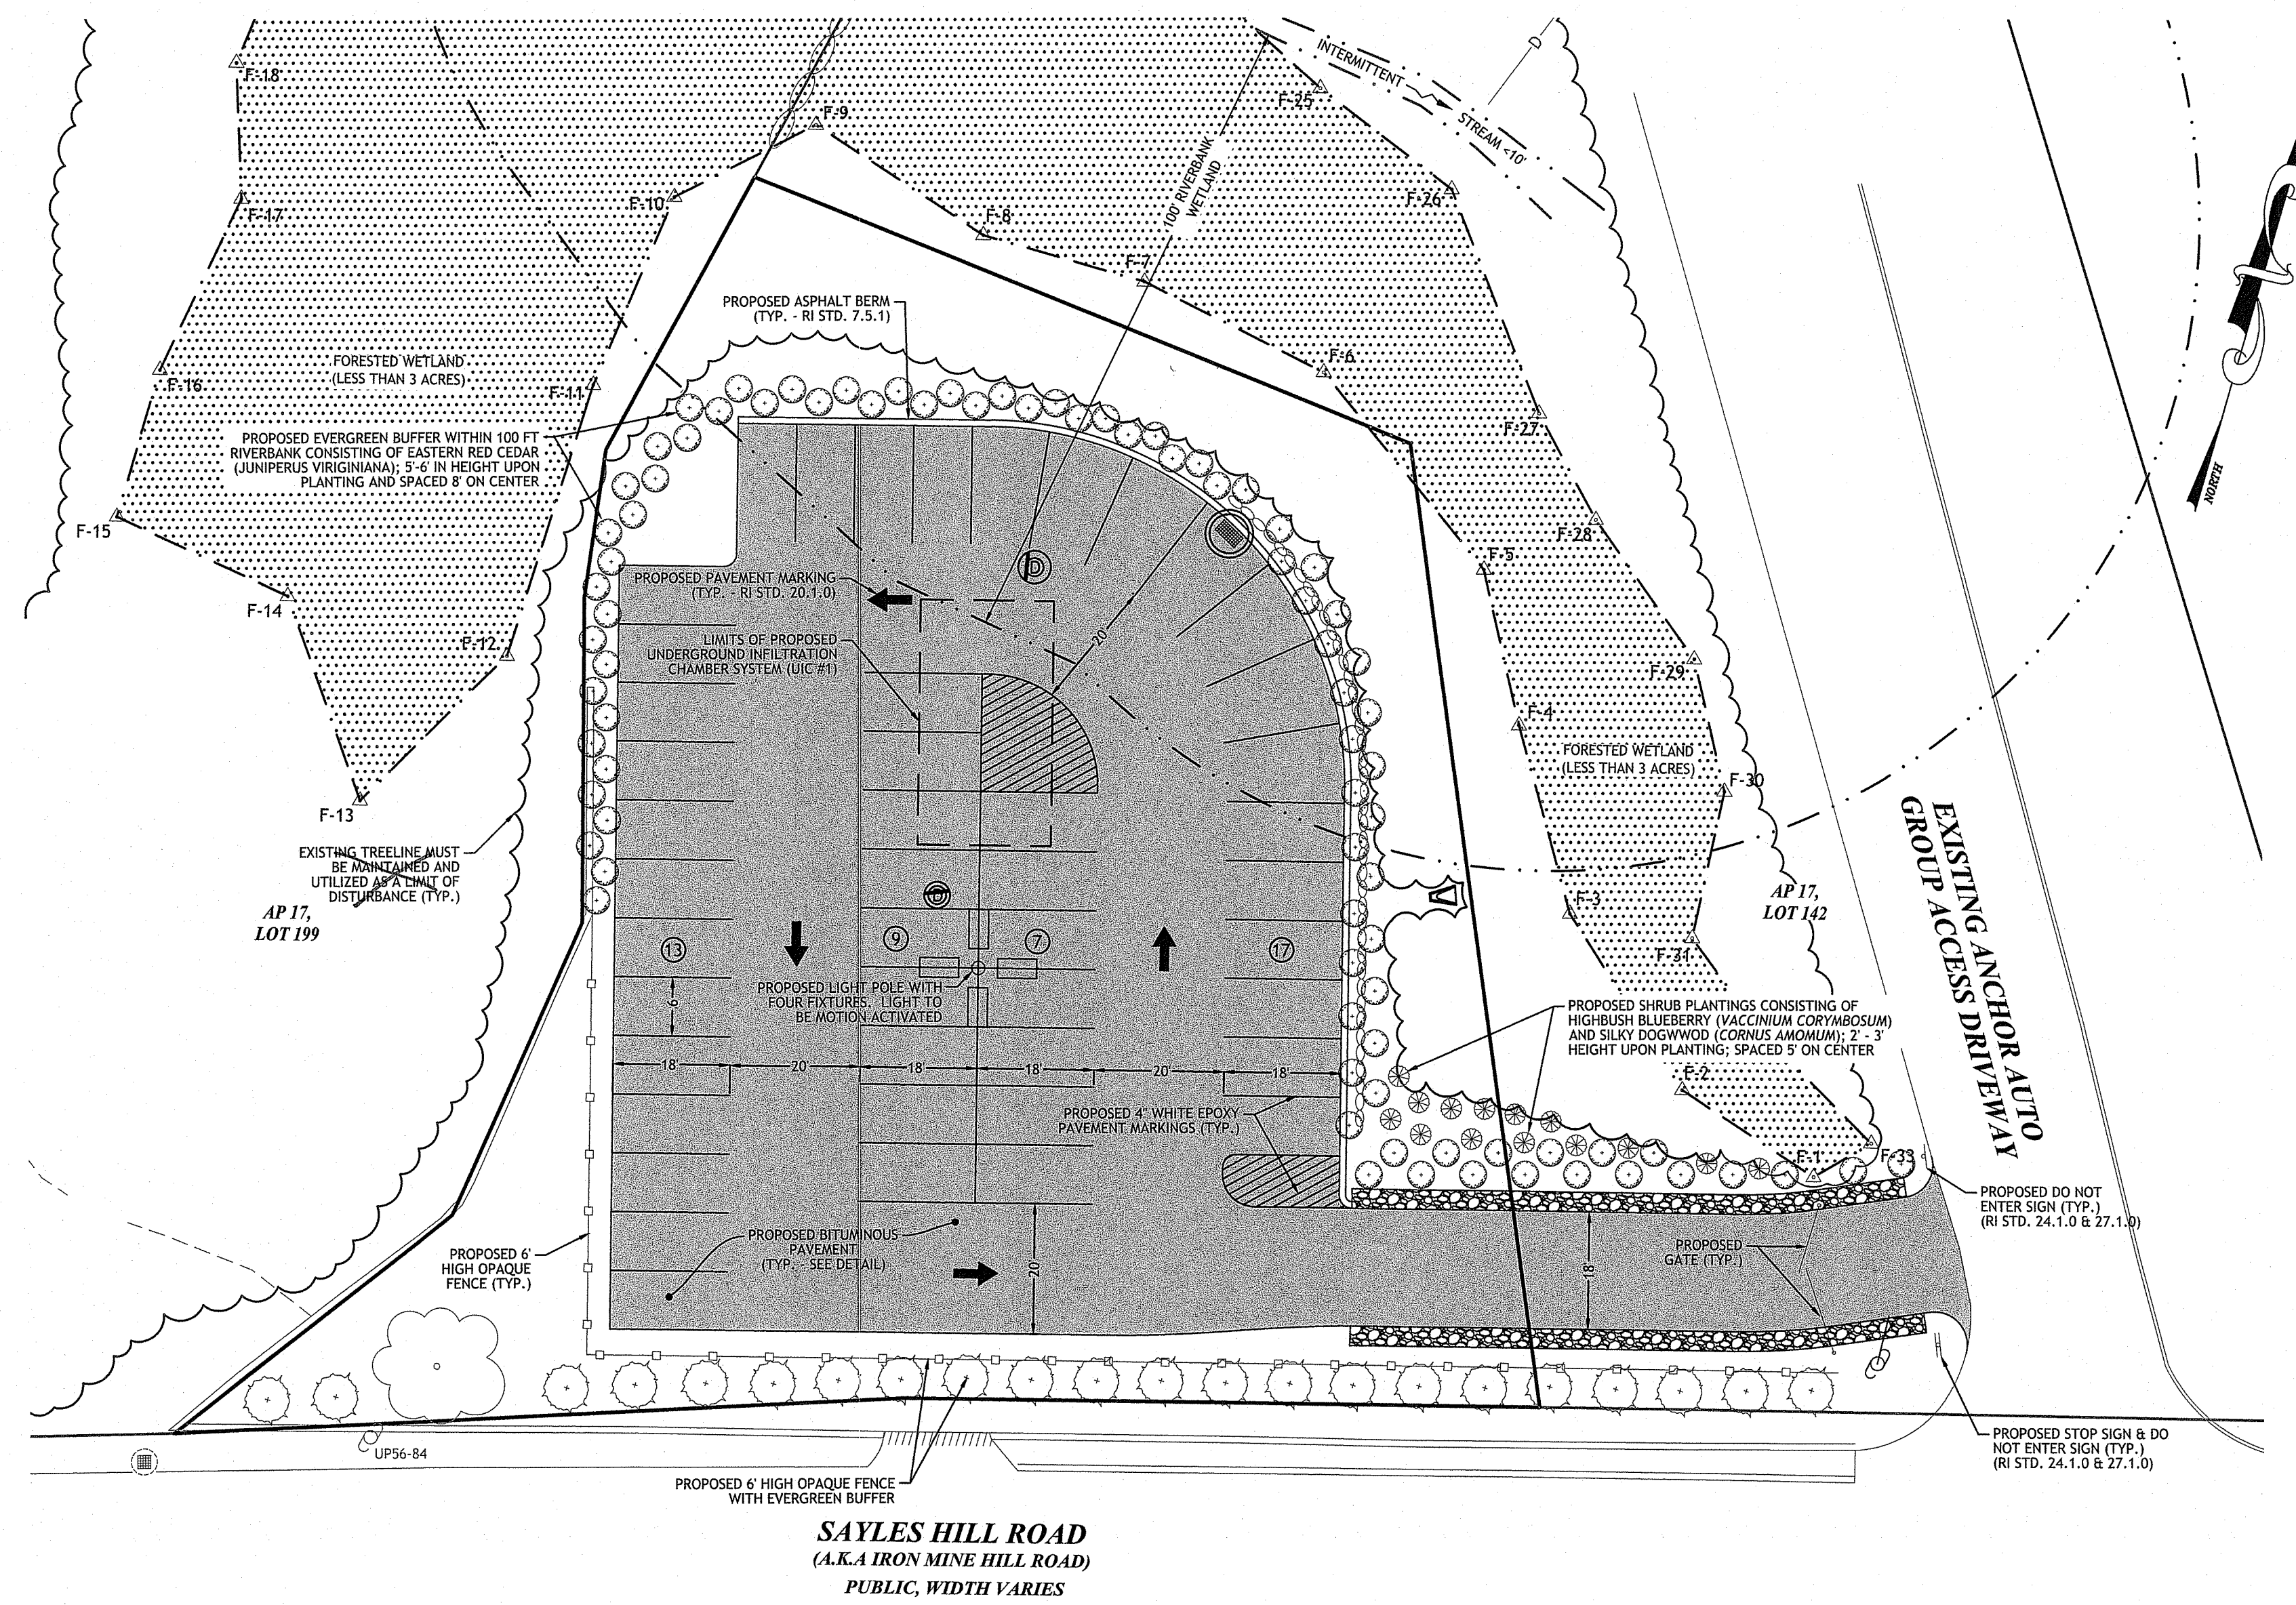 F-18
F-9
INTERMITTENT
STREAM <10'
F-25
100' RIVERBANK
WETLAND
F-17
F-10
F-8
F-26
F-7
PROPOSED ASPHALT BERM
(TYP. - RI STD. 7.5.1)
F-16
FORESTED WETLAND
(LESS THAN 3 ACRES)
F-11
F-6
F-27
NORTH
PROPOSED EVERGREEN BUFFER WITHIN 100 FT
RIVERBANK CONSISTING OF EASTERN RED CEDAR
(JUNIPERUS VIRIGINIANA); 5'-6' IN HEIGHT UPON
PLANTING AND SPACED 8' ON CENTER
F-15
F-28
F-5
D
F-14
PROPOSED PAVEMENT MARKING
(TYP. - RI STD. 20.1.0)
20'
F-12
LIMITS OF PROPOSED
UNDERGROUND INFILTRATION
CHAMBER SYSTEM (UIC #1)
F-29
F-4
FORESTED WETLAND
(LESS THAN 3 ACRES)
F-30
F-13
EXISTING TREELINE MUST
BE MAINTAINED AND
UTILIZED AS A LIMIT OF
DISTURBANCE (TYP.)
AP 17,
LOT 199
D
F-3
AP 17,
LOT 142
EXISTING ANCHOR AUTO
GROUP ACCESS DRIVEWAY
13
9
7
17
F-31
9'
PROPOSED LIGHT POLE WITH
FOUR FIXTURES. LIGHT TO
BE MOTION ACTIVATED
PROPOSED SHRUB PLANTINGS CONSISTING OF
HIGHBUSH BLUEBERRY (VACCINIUM CORYMBOSUM)
AND SILKY DOGWWOD (CORNUS AMOMUM); 2' - 3'
HEIGHT UPON PLANTING; SPACED 5' ON CENTER
18'
20'
18'
18'
20'
18'
F-2
PROPOSED 4" WHITE EPOXY
PAVEMENT MARKINGS (TYP.)
F-1
F-33
PROPOSED DO NOT
ENTER SIGN (TYP.)
(RI STD. 24.1.0 & 27.1.0)
PROPOSED 6'
HIGH OPAQUE
FENCE (TYP.)
PROPOSED BITUMINOUS
PAVEMENT
(TYP. - SEE DETAIL)
20'
18'
PROPOSED
GATE (TYP.)
UP56-84
PROPOSED STOP SIGN & DO
NOT ENTER SIGN (TYP.)
(RI STD. 24.1.0 & 27.1.0)
PROPOSED 6' HIGH OPAQUE FENCE
WITH EVERGREEN BUFFER
SAYLES HILL ROAD
(A.K.A IRON MINE HILL ROAD)
PUBLIC, WIDTH VARIES